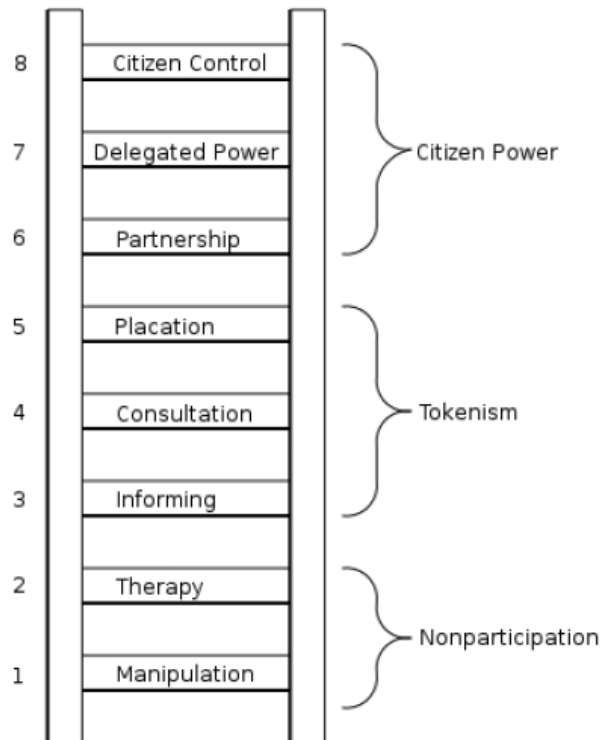 8 Citizen Control
7 Delegated Power
Citizen Power
6 Partnership
5 Placation
4 Consultation
Tokenism
3 Informing
2 Therapy
Nonparticipation
1 Manipulation